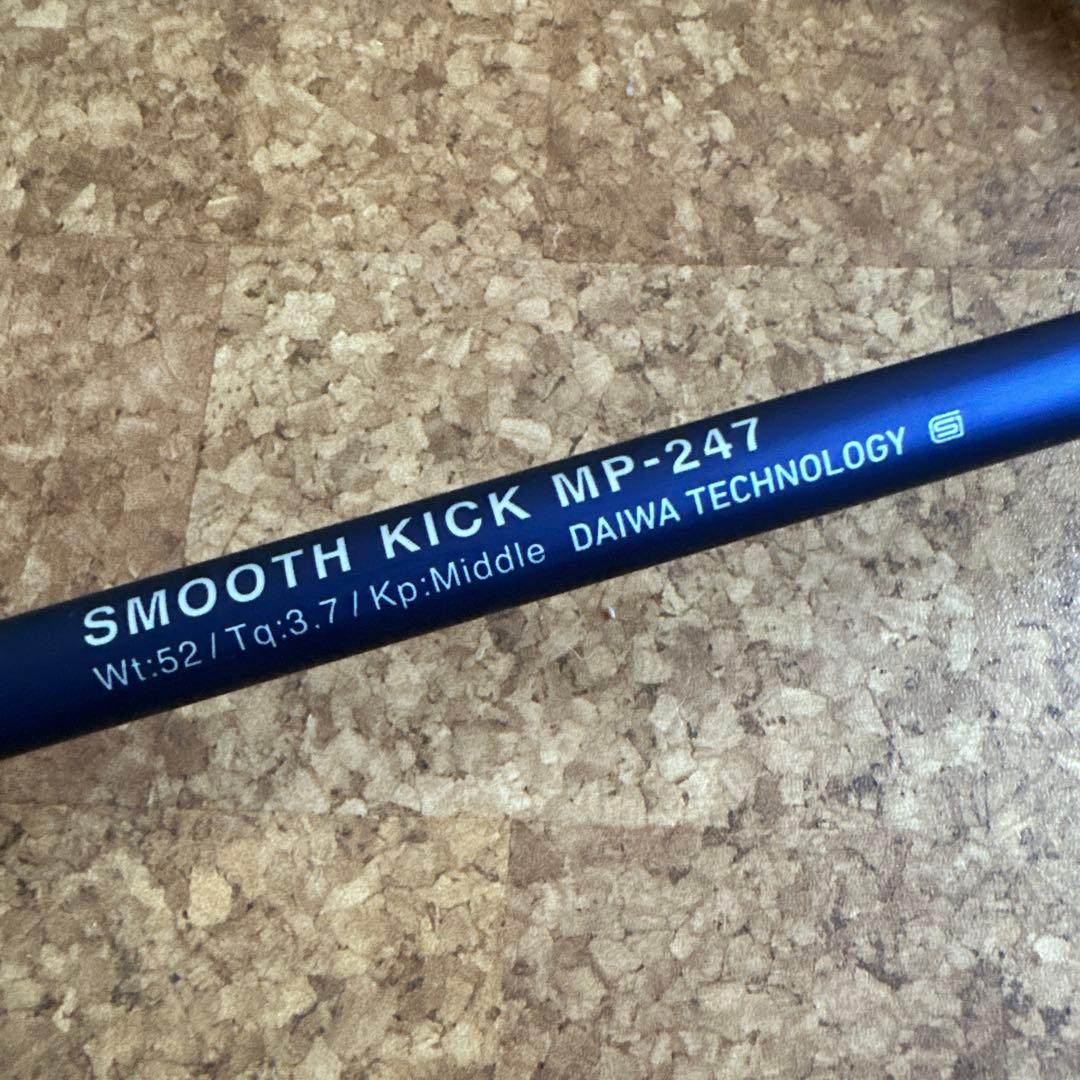 SMOOTH KICK MP-247
Wt:52 / Tq:3.7 / Kp:Middle DAIWA TECHNOLOGY